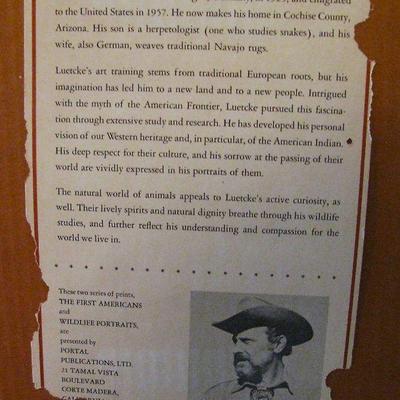 in 1929, and emigrated
to the United States in 1957. He now makes his home in Cochise County,
Arizona. His son is a herpetologist (one who studies snakes), and his
wife, also German, weaves traditional Navajo rugs.
Luetcke's art training stems from traditional European roots, but his
imagination has led him to a new land and to a new people. Intrigued
with the myth of the American Frontier, Luetcke pursued this fascina-
tion through extensive study and research. He has developed his personal
vision of our Western heritage and, in particular, of the American Indian.
His deep respect for their culture, and his sorrow at the passing of their
world are vividly expressed in his portraits of them.
The natural world of animals appeals to Luetcke's active curiosity, as
well. Their lively spirits and natural dignity breathe through his wildlife
studies, and further reflect his understanding and compassion for the
world we live in.
These two series of prints,
THE FIRST AMERICANS
and
WILDLIFE PORTRAITS,
are
presented by
PORTAL
PUBLICATIONS, LTD.
21 TAMAL VISTA
BOULEVARD
CORTE MADERA,